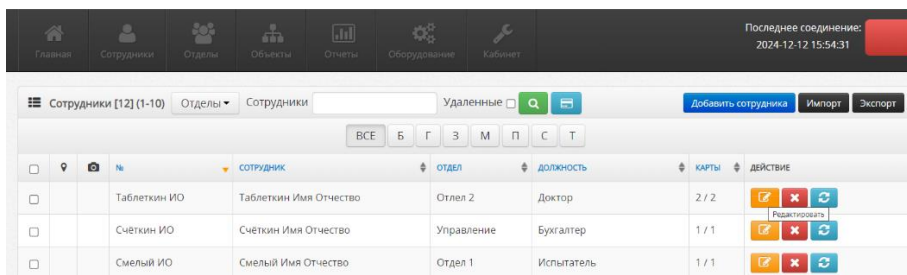 Последнее соединение:
Главная Сотрудники Отделы Объекты Отчеты Оборудование Кабинет 2024-12-12 15:54:31
Сотрудники [12] (1-10) Отделы Сотрудники Удаленные Добавить сотрудника Импорт Экспорт
ВСЕ Б Г З М П С Т
№ СОТРУДНИК ОТДЕЛ ДОЛЖНОСТЬ КАРТЫ ДЕЙСТВИЕ
Таблеткин ИО Таблеткин Имя Отчество Отлел 2 Доктор 2 / 2
Редактировать
Счёткин ИО Счёткин Имя Отчество Управление Бухгалтер 1 / 1
Смелый ИО Смелый Имя Отчество Отдел 1 Испытатель 1 / 1